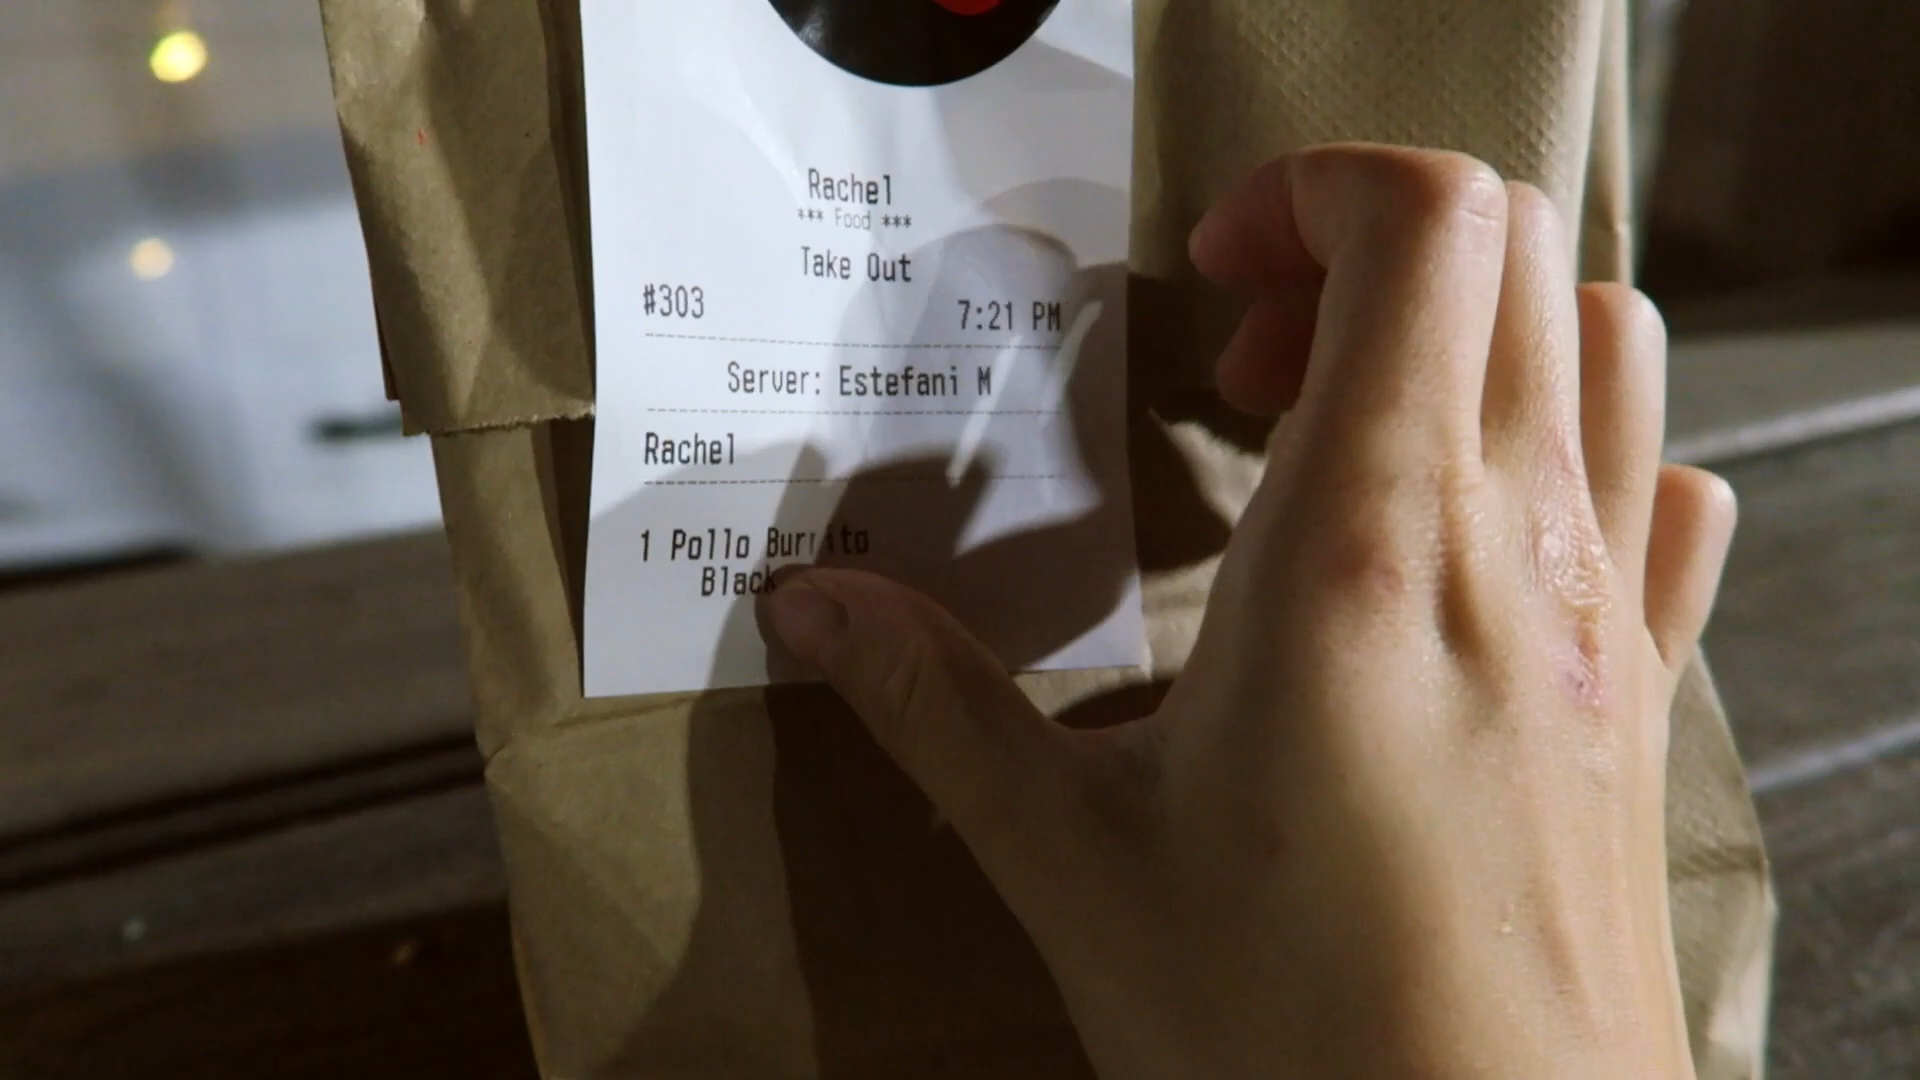 Rachel
*** Food ***
Take Out
#303 7:21 PM
Server: Estefani M
Rachel
1 Pollo Burrito
Black